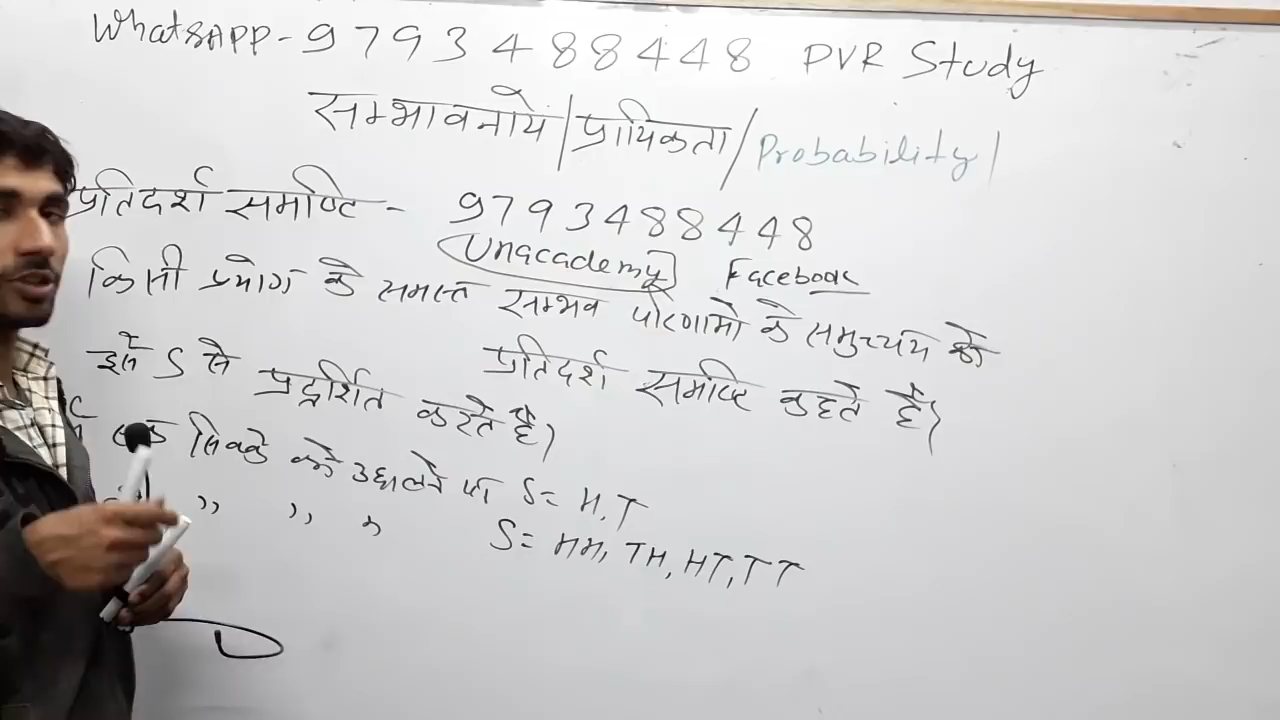 WhatsAPP - 9793488448 PVR Study
सम्भावनाये/प्रायिकता/Probability/
प्रतिदर्श समष्टि - 9793488448
Unacademy Facebook
किसी प्रयोग के समस्त सम्भव परिणामो के समुच्चय को
प्रतिदर्श समष्टि कहते है।
इसे S से प्रदर्शित करते है।
एक सिक्के को उछालने पर S = H, T
,, ,, ,, S = HH, TH, HT, TT